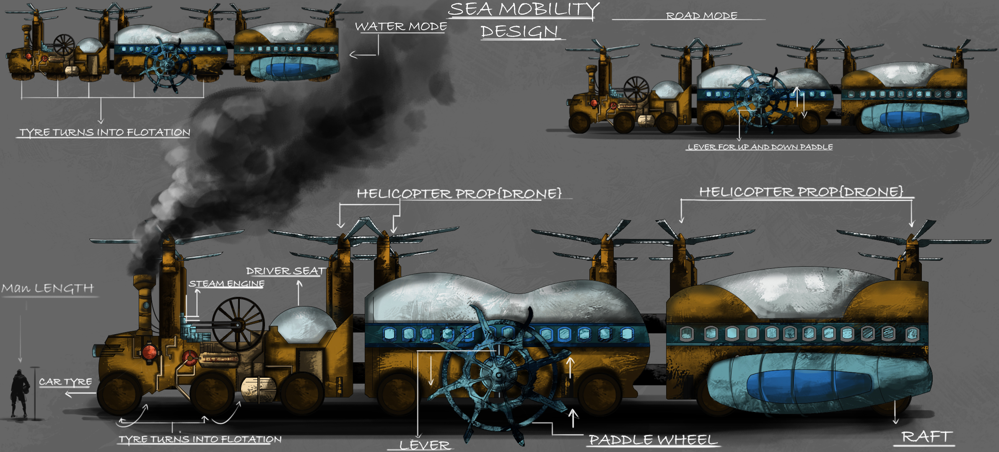 SEA MOBILITY
DESIGN
WATER MODE
ROAD MODE
TYRE TURNS INTO FLOTATION
LEVER FOR UP AND DOWN PADDLE
HELICOPTER PROP{DRONE}
HELICOPTER PROP{DRONE}
DRIVER SEAT
STEAM ENGINE
Man LENGTH
CAR TYRE
TYRE TURNS INTO FLOTATION
LEVER
PADDLE WHEEL
RAFT